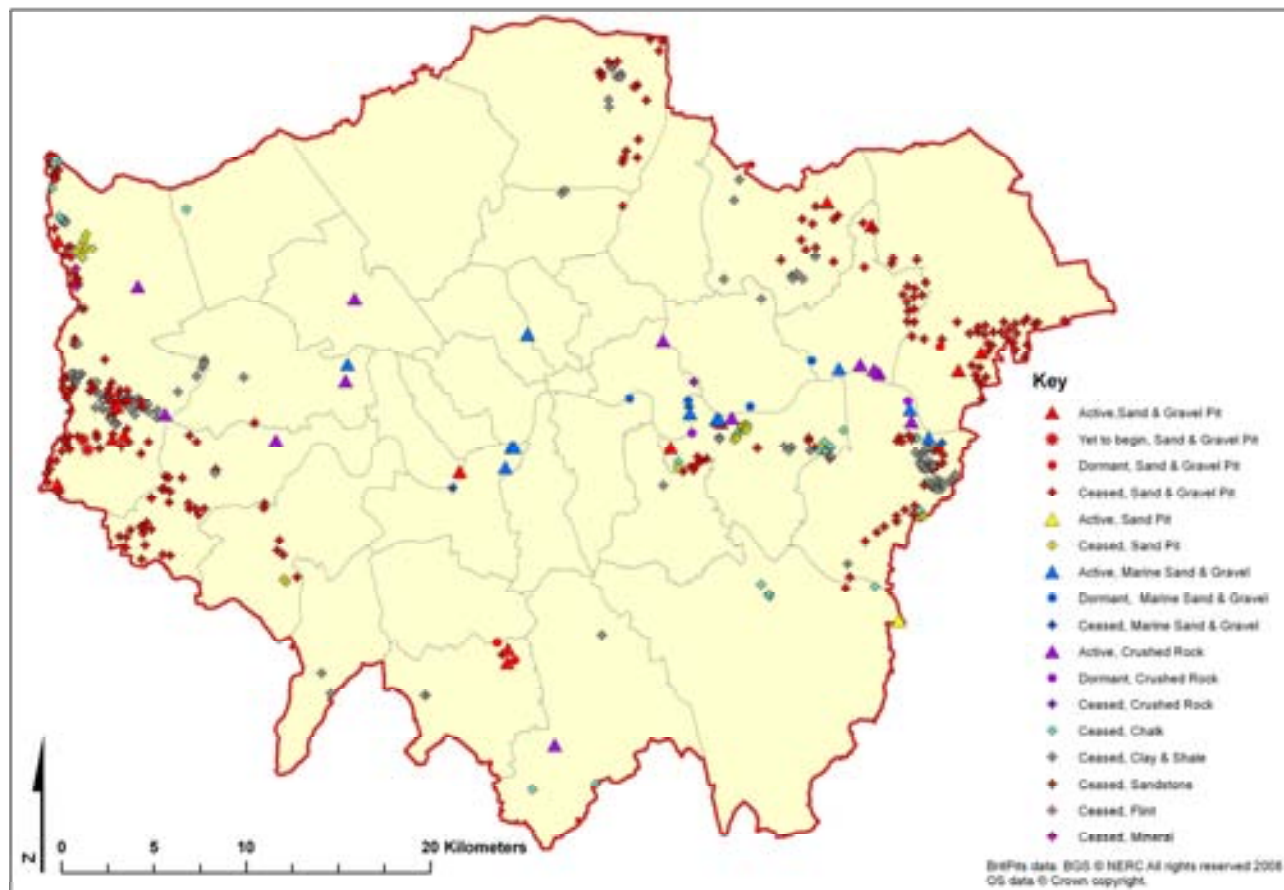 Key
Active,Sand & Gravel Pit
Yet to begin, Sand & Gravel Pit
Dormant, Sand & Gravel Pit
Ceased, Sand & Gravel Pit
Active, Sand Pit
Ceased, Sand Pit
Active, Marine Sand & Gravel
Dormant, Marine Sand & Gravel
Ceased, Marine Sand & Gravel
Active, Crushed Rock
Dormant, Crushed Rock
Ceased, Crushed Rock
Ceased, Chalk
Ceased, Clay & Shale
Ceased, Sandstone
Ceased, Flint
Ceased, Mineral
Z 0 5 10 20 Kilometers
BritPits data: BGS © NERC All rights reserved 2008
OS data © Crown copyright.